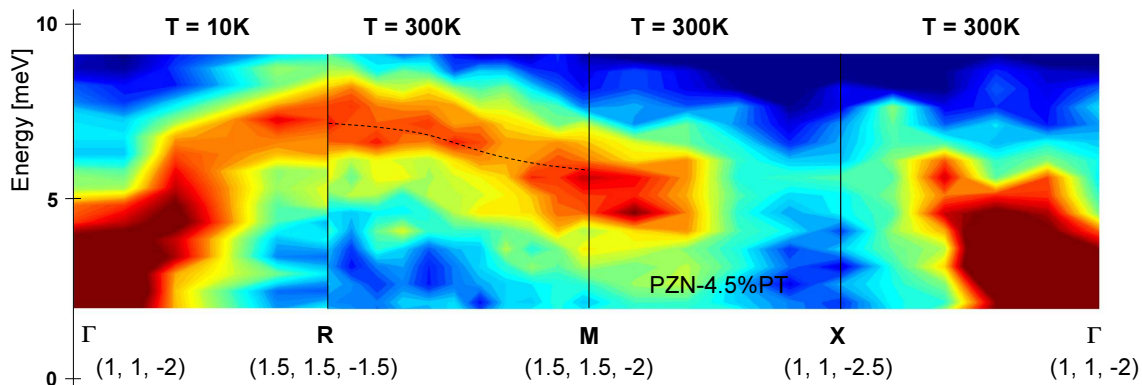 10
T = 10K
T = 300K
T = 300K
T = 300K
Energy [meV]
5
PZN-4.5%PT
0
Γ
R
M
X
Γ
(1, 1, -2)
(1.5, 1.5, -1.5)
(1.5, 1.5, -2)
(1, 1, -2.5)
(1, 1, -2)